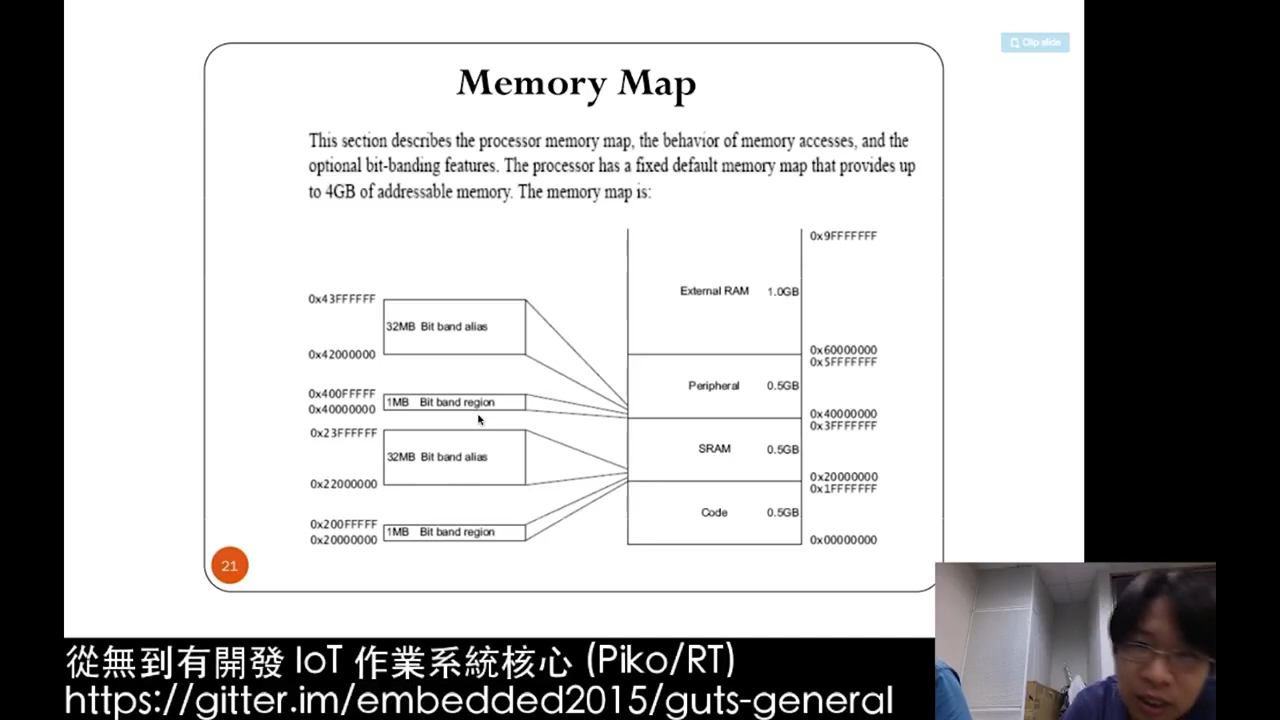 Clip slide
Memory Map
This section describes the processor memory map, the behavior of memory accesses, and the
optional bit-banding features. The processor has a fixed default memory map that provides up
to 4GB of addressable memory. The memory map is:
0x9FFFFFFF
External RAM 1.0GB
0x43FFFFFF
32MB Bit band alias
0x42000000
0x60000000
0x5FFFFFFF
Peripheral 0.5GB
0x400FFFFF
1MB Bit band region
0x40000000
0x40000000
0x3FFFFFFF
0x23FFFFFF
32MB Bit band alias
0x22000000
SRAM 0.5GB
0x20000000
0x1FFFFFFF
Code 0.5GB
0x200FFFFF
1MB Bit band region
0x20000000
0x00000000
21
從無到有開發 IoT 作業系統核心 (Piko/RT)
https://gitter.im/embedded2015/guts-general